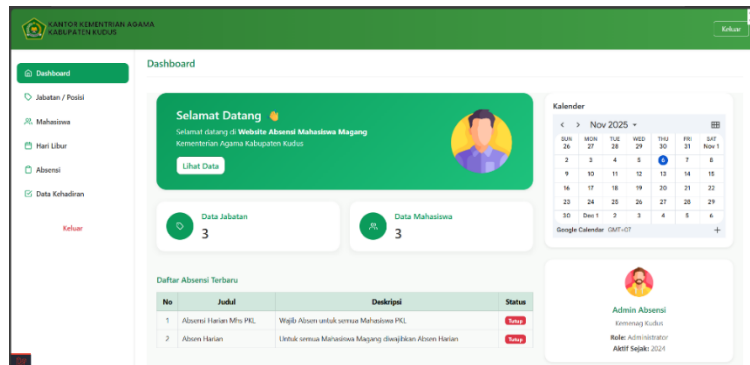 KANTOR KEMENTRIAN AGAMA
KABUPATEN KUDUS
Keluar
Dashboard
Jabatan / Posisi
Mahasiswa
Hari Libur
Absensi
Data Kehadiran
Keluar
Dashboard
Selamat Datang 👋
Selamat datang di Website Absensi Mahasiswa Magang
Kementerian Agama Kabupaten Kudus
Lihat Data
Data Jabatan
3
Data Mahasiswa
3
Daftar Absensi Terbaru
No Judul Deskripsi Status
1 Absensi Harian Mhs PKL Wajib Absen untuk semua Mahasiswa PKL Tutup
2 Absen Harian Untuk semua Mahasiswa Magang diwajibkan Absen Harian Tutup
Kalender
< > Nov 2025
SUN MON TUE WED THU FRI SAT
26 27 28 29 30 31 Nov 1
2 3 4 5 6 7 8
9 10 11 12 13 14 15
16 17 18 19 20 21 22
23 24 25 26 27 28 29
30 Dec 1 2 3 4 5 6
Google Calendar GMT+07 +
Admin Absensi
Kemenag Kudus
Role: Administrator
Aktif Sejak: 2024